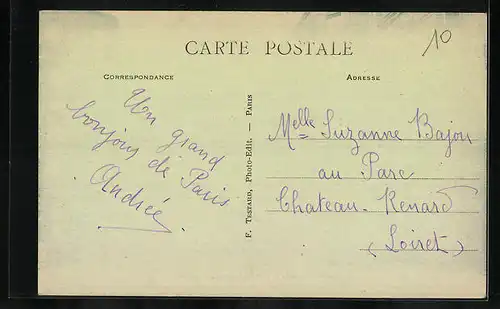 CARTE POSTALE
10
CORRESPONDANCE
ADRESSE
Un grand
bonjour de Paris
Andrée
F. TESTARD, Photo-Edit. — PARIS
Melle Suzanne Bajou
au Parc
Chateau-Renard
(Loiret)